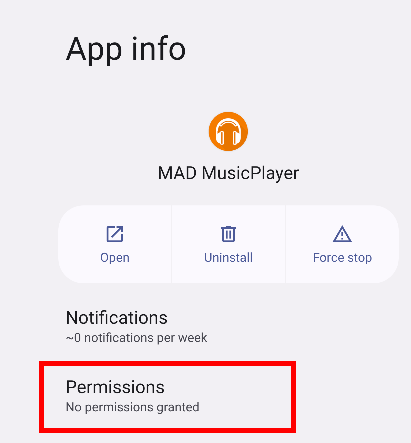 App info
MAD MusicPlayer
Open
Uninstall
Force stop
Notifications
~0 notifications per week
Permissions
No permissions granted